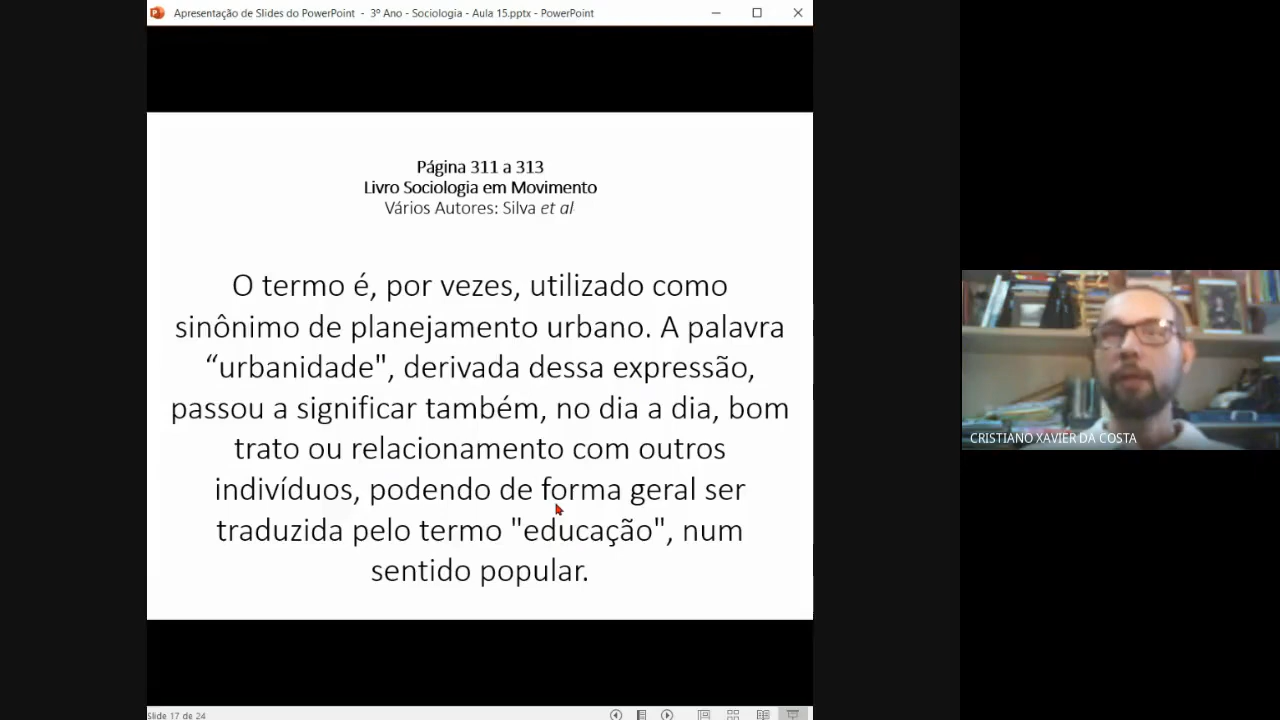 Apresentação de Slides do PowerPoint - 3º Ano - Sociologia - Aula 15.pptx - PowerPoint
Página 311 a 313
Livro Sociologia em Movimento
Vários Autores: Silva et al
O termo é, por vezes, utilizado como
sinônimo de planejamento urbano. A palavra
“urbanidade", derivada dessa expressão,
passou a significar também, no dia a dia, bom
trato ou relacionamento com outros
indivíduos, podendo de forma geral ser
traduzida pelo termo "educação", num
sentido popular.
CRISTIANO XAVIER DA COSTA
Slide 17 de 24